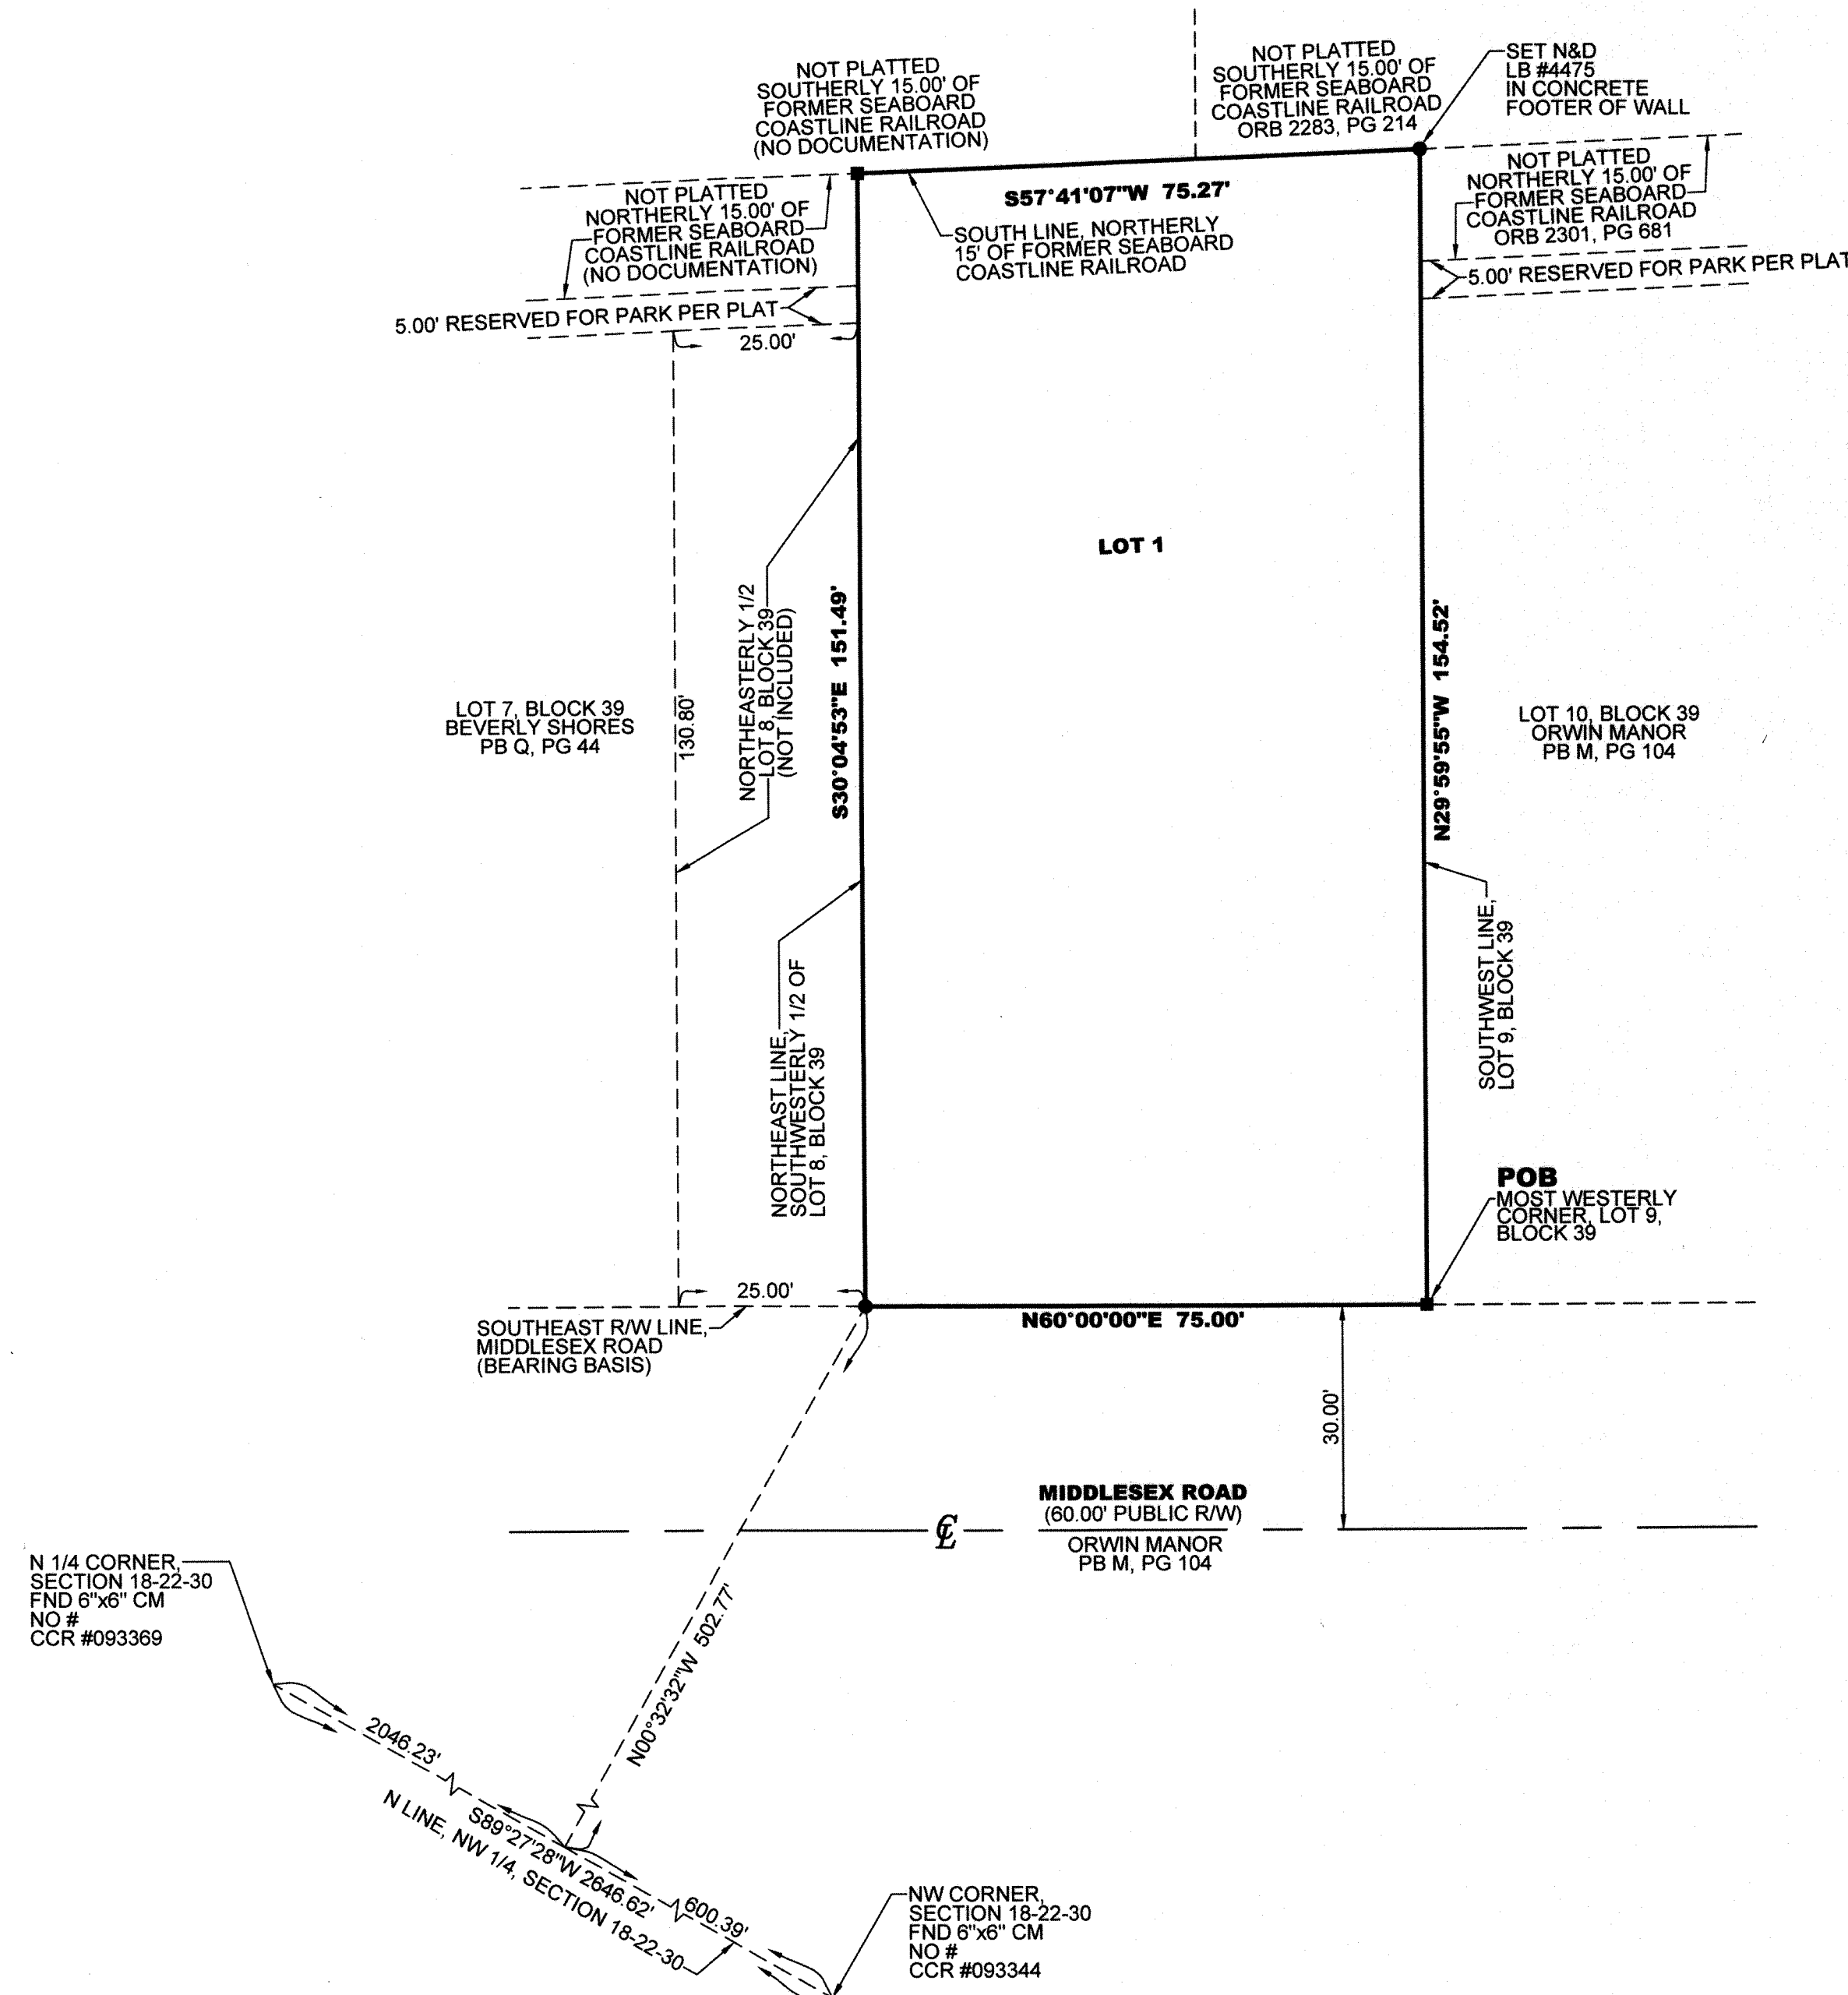 NOT PLATTED
SOUTHERLY 15.00' OF
FORMER SEABOARD
COASTLINE RAILROAD
(NO DOCUMENTATION)
NOT PLATTED
SOUTHERLY 15.00' OF
FORMER SEABOARD
COASTLINE RAILROAD
ORB 2283, PG 214
SET N&D
LB #4475
IN CONCRETE
FOOTER OF WALL
NOT PLATTED
NORTHERLY 15.00' OF
FORMER SEABOARD
COASTLINE RAILROAD
(NO DOCUMENTATION)
S57°41'07"W 75.27'
SOUTH LINE, NORTHERLY
15' OF FORMER SEABOARD
COASTLINE RAILROAD
NOT PLATTED
NORTHERLY 15.00' OF
FORMER SEABOARD
COASTLINE RAILROAD
ORB 2301, PG 681
5.00' RESERVED FOR PARK PER PLAT
5.00' RESERVED FOR PARK PER PLAT
25.00'
LOT 1
NORTHEASTERLY 1/2
LOT 8, BLOCK 39
(NOT INCLUDED)
S30°04'53"E 151.49'
N29°59'55"W 154.52'
LOT 7, BLOCK 39
BEVERLY SHORES
PB Q, PG 44
130.80'
LOT 10, BLOCK 39
ORWIN MANOR
PB M, PG 104
NORTHEAST LINE,
SOUTHWESTERLY 1/2 OF
LOT 8, BLOCK 39
SOUTHWEST LINE,
LOT 9, BLOCK 39
POB
MOST WESTERLY
CORNER, LOT 9,
BLOCK 39
25.00'
N60°00'00"E 75.00'
SOUTHEAST R/W LINE,
MIDDLESEX ROAD
(BEARING BASIS)
30.00'
MIDDLESEX ROAD
(60.00' PUBLIC R/W)
CL
ORWIN MANOR
PB M, PG 104
N 1/4 CORNER,
SECTION 18-22-30
FND 6"x6" CM
NO #
CCR #093369
N00°32'32"W 502.77'
2046.23'
S89°27'28"W 2646.62'
N LINE, NW 1/4, SECTION 18-22-30
600.39'
NW CORNER,
SECTION 18-22-30
FND 6"x6" CM
NO #
CCR #093344